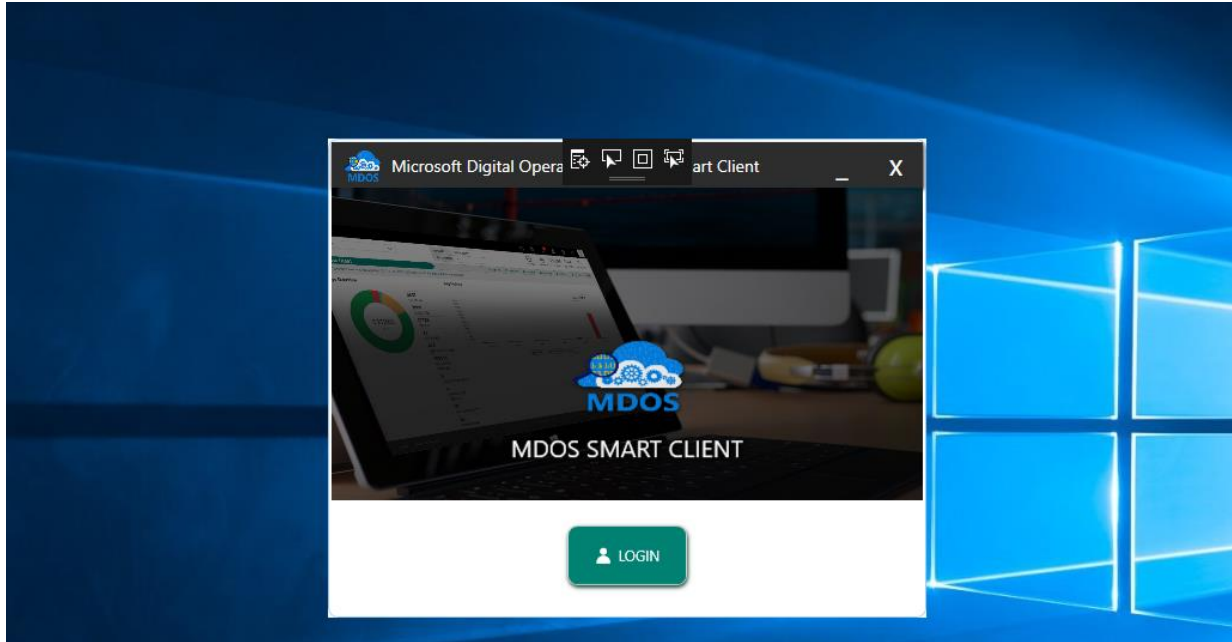 MDOS
Microsoft Digital Opera
art Client
X
MDOS
MDOS SMART CLIENT
LOGIN